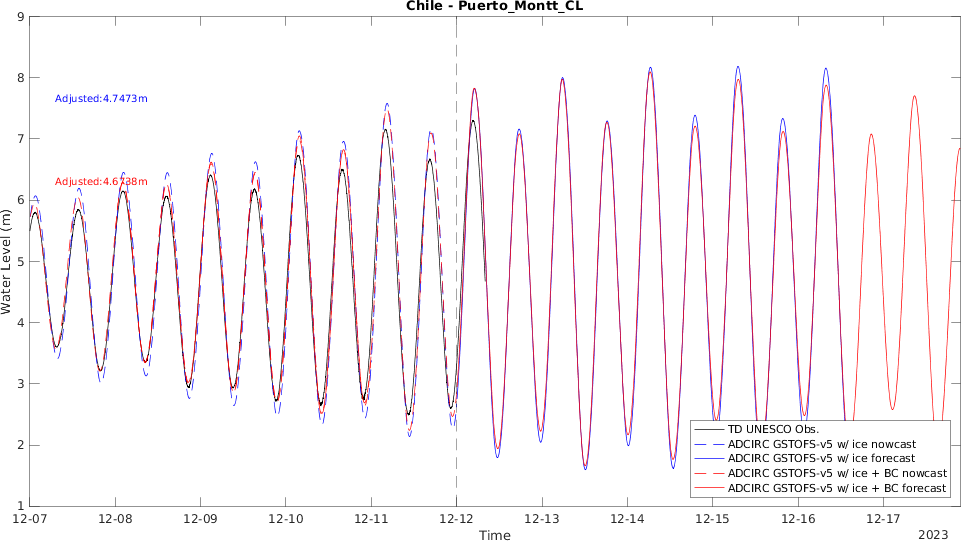 Chile - Puerto_Montt_CL
9
8
7
6
5
4
3
2
1
Water Level (m)
Adjusted:4.7473m
Adjusted:4.6738m
TD UNESCO Obs.
ADCIRC GSTOFS-v5 w/ ice nowcast
ADCIRC GSTOFS-v5 w/ ice forecast
ADCIRC GSTOFS-v5 w/ ice + BC nowcast
ADCIRC GSTOFS-v5 w/ ice + BC forecast
12-07 12-08 12-09 12-10 12-11 12-12 12-13 12-14 12-15 12-16 12-17
Time
2023